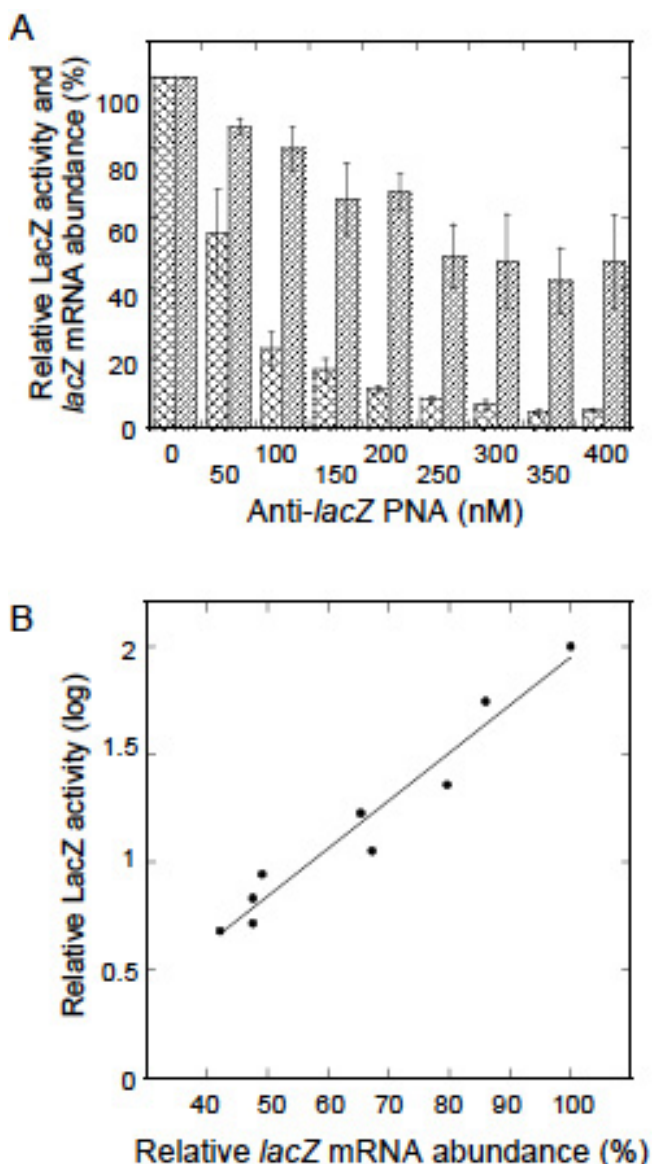 A
Relative LacZ activity and
lacZ mRNA abundance (%)
100
80
60
40
20
0
0 100 200 300 400
50 150 250 350
Anti-lacZ PNA (nM)
B
Relative LacZ activity (log)
2
1.5
1
0.5
0
40 50 60 70 80 90 100
Relative lacZ mRNA abundance (%)